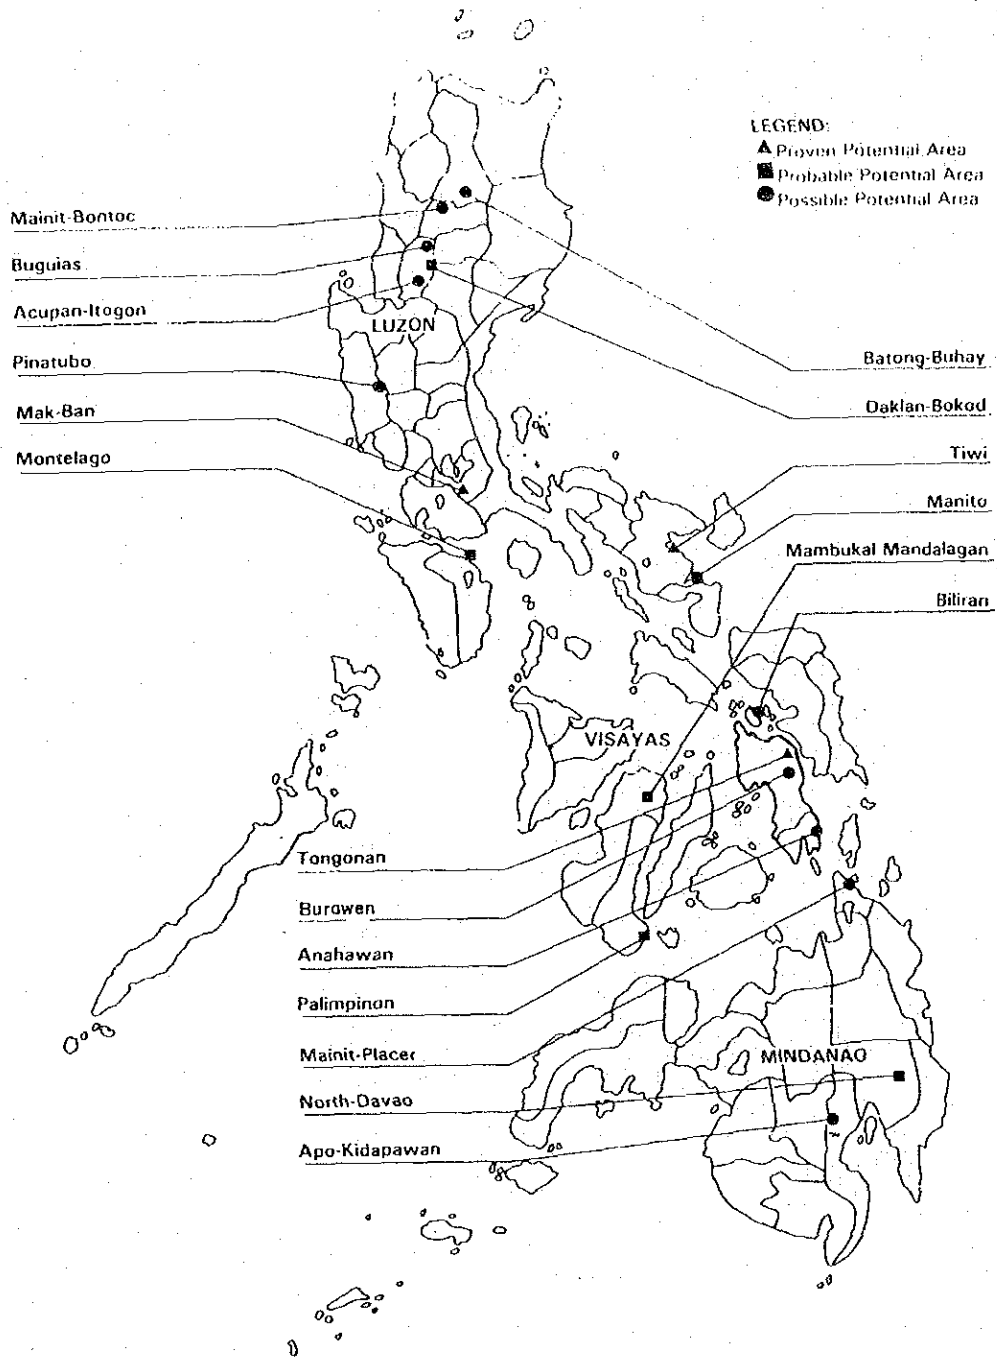 LEGEND:
Proven Potential Area
Probable Potential Area
Possible Potential Area
Mainit-Bontoc
Buguias
Acupan-Itogon
LUZON
Pinatubo
Mak-Ban
Montelago
Batong-Buhay
Daklan-Bokod
Tiwi
Manito
Mambukal Mandalagan
Biliran
VISAYAS
Tongonan
Burawen
Anahawan
Palimpinon
Mainit-Placer
MINDANAO
North-Davao
Apo-Kidapawan